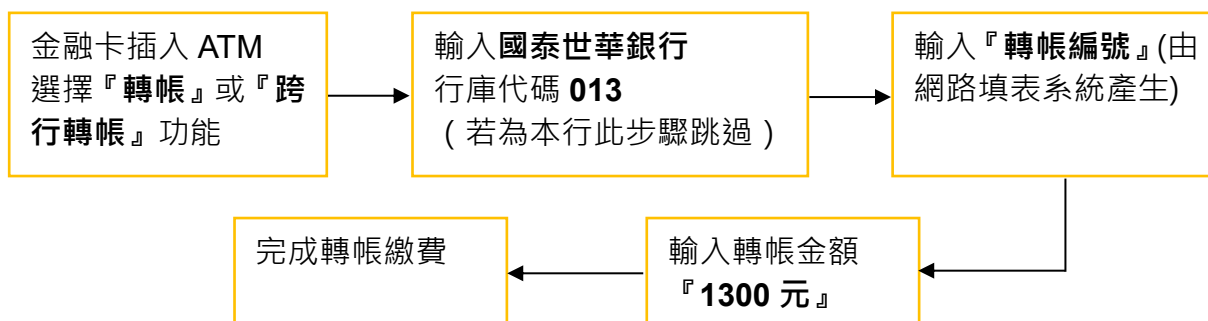 金融卡插入 ATM
選擇『轉帳』或『跨
行轉帳』功能
輸入國泰世華銀行
行庫代碼 013
（若為本行此步驟跳過）
輸入『轉帳編號』(由
網路填表系統產生)
完成轉帳繳費
輸入轉帳金額
『1300 元』